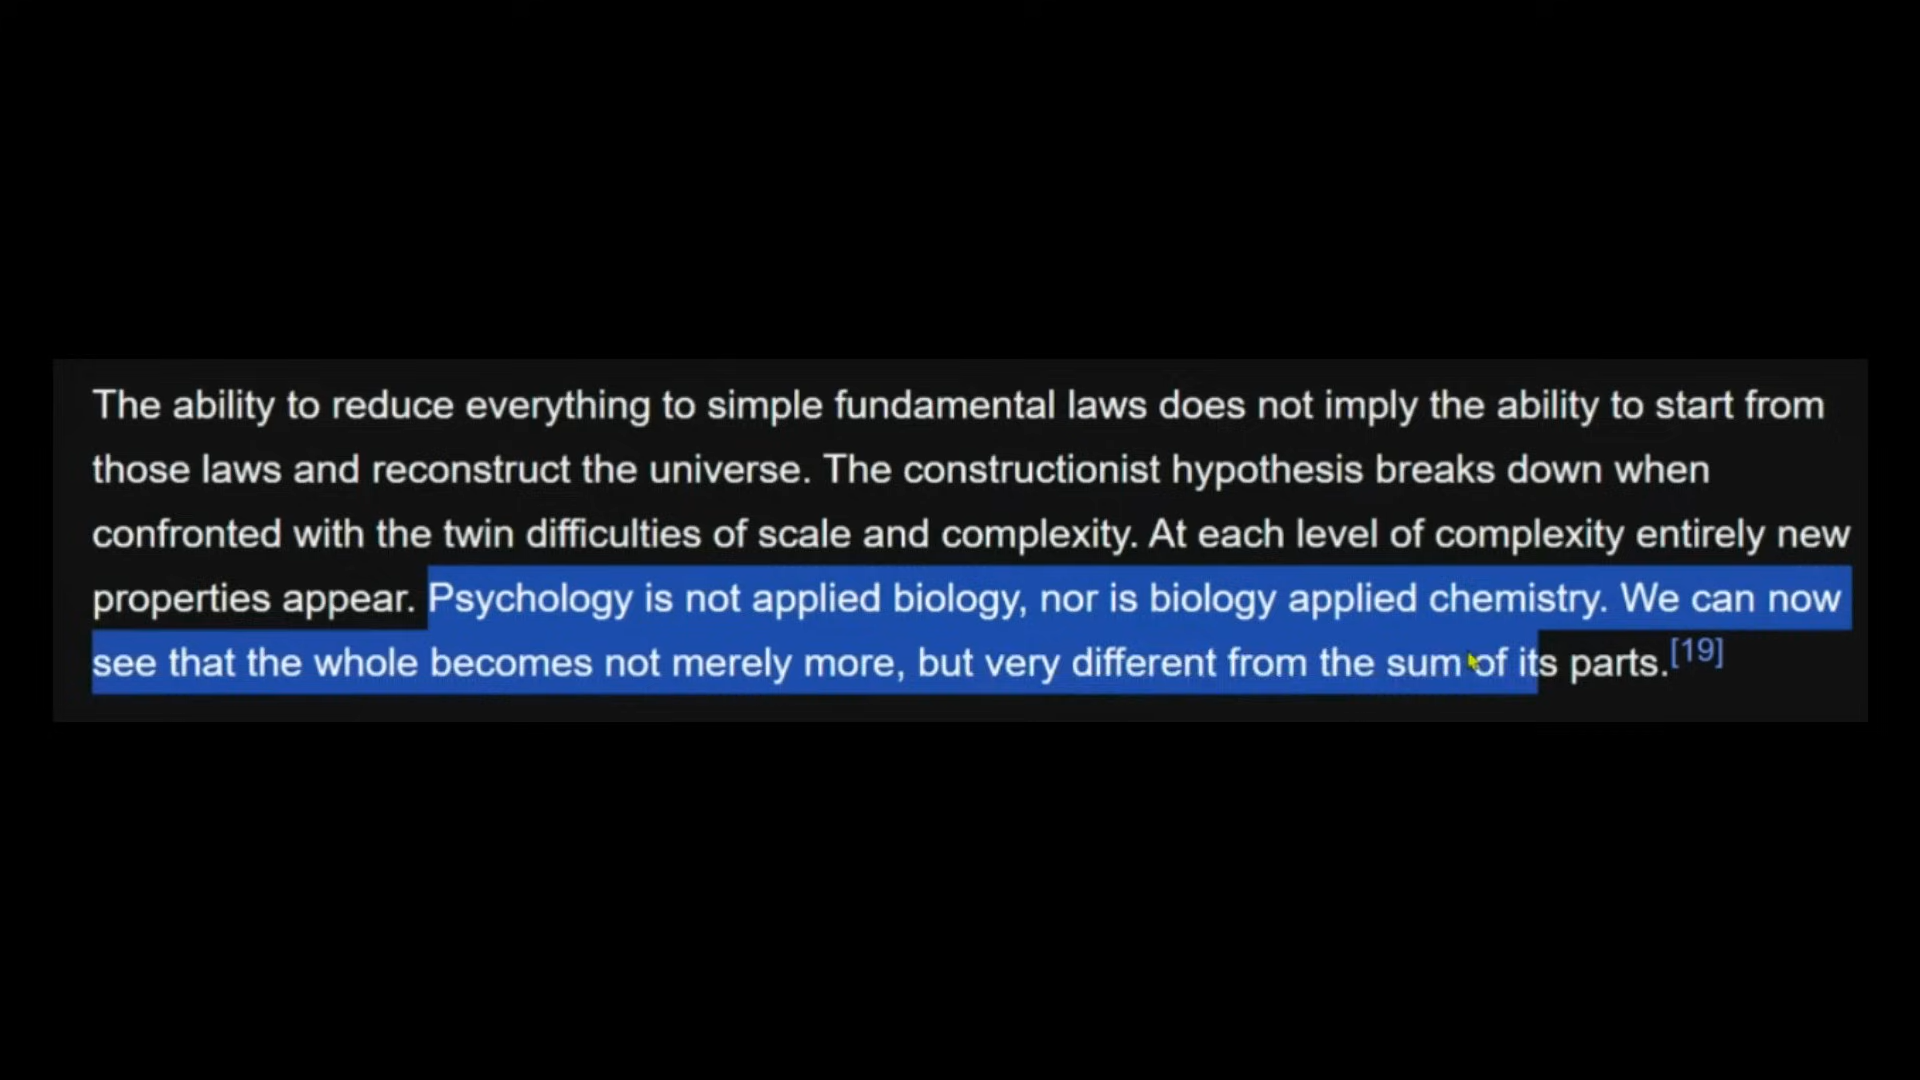 The ability to reduce everything to simple fundamental laws does not imply the ability to start from
those laws and reconstruct the universe. The constructionist hypothesis breaks down when
confronted with the twin difficulties of scale and complexity. At each level of complexity entirely new
properties appear. Psychology is not applied biology, nor is biology applied chemistry. We can now
see that the whole becomes not merely more, but very different from the sum of its parts.[19]